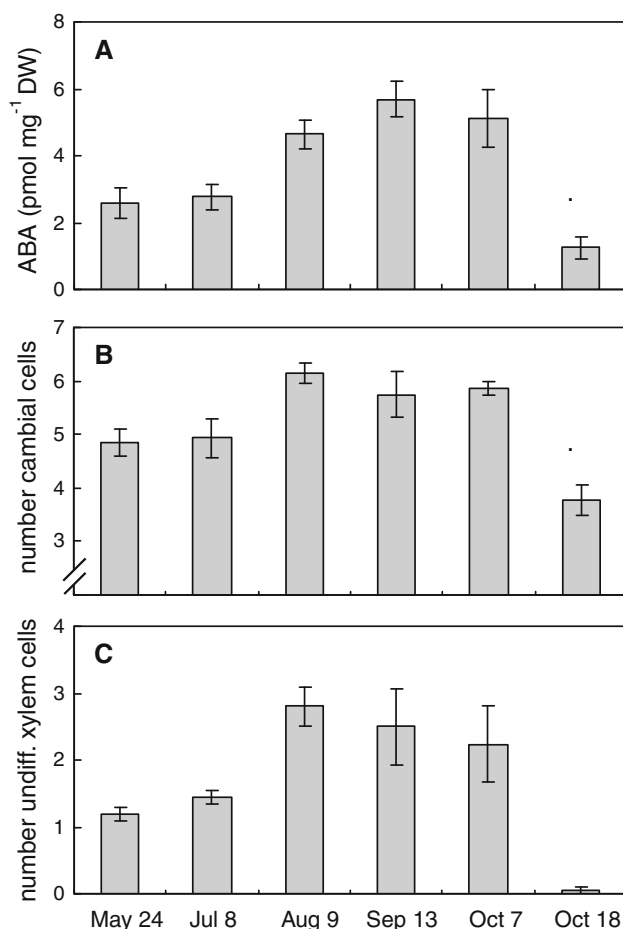 A
ABA (pmol mg⁻¹ DW)
8
6
4
2
0
B
number cambial cells
7
6
5
4
3
C
number undiff. xylem cells
4
3
2
1
0
May 24 Jul 8 Aug 9 Sep 13 Oct 7 Oct 18